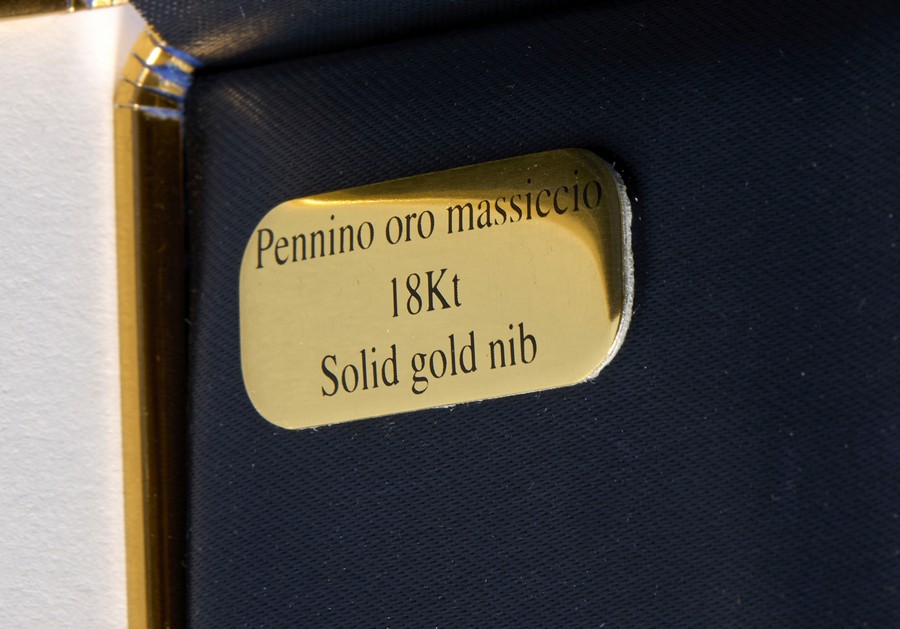 Pennino oro massiccio
18Kt
Solid gold nib